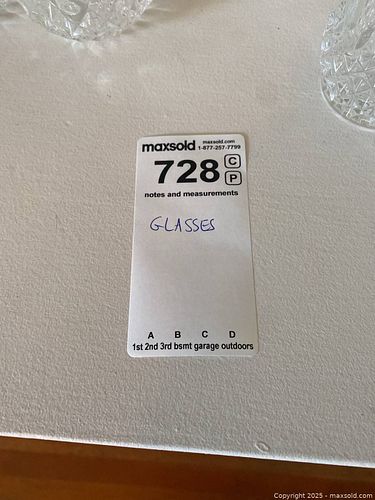 maxsold maxsold.com
1-877-257-7799
728 C
P
notes and measurements
GLASSES
A B C D
1st 2nd 3rd bsmt garage outdoors
Copyright 2025 - maxsold.com